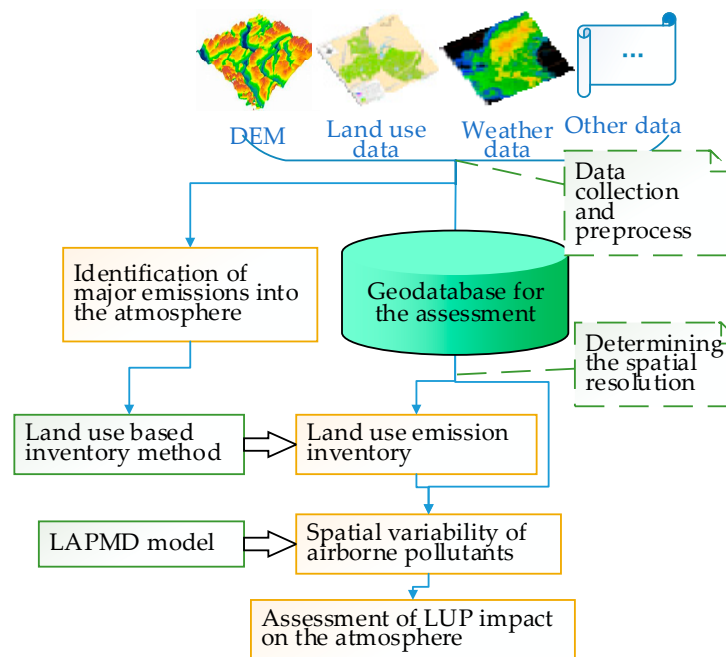 ...
DEM
Land use
data
Weather
data
Other data
Data
collection
and
preprocess
Identification of
major emissions into
the atmosphere
Geodatabase for
the assessment
Determining
the spatial
resolution
Land use based
inventory method
Land use emission
inventory
LAPMD model
Spatial variability of
airborne pollutants
Assessment of LUP impact
on the atmosphere